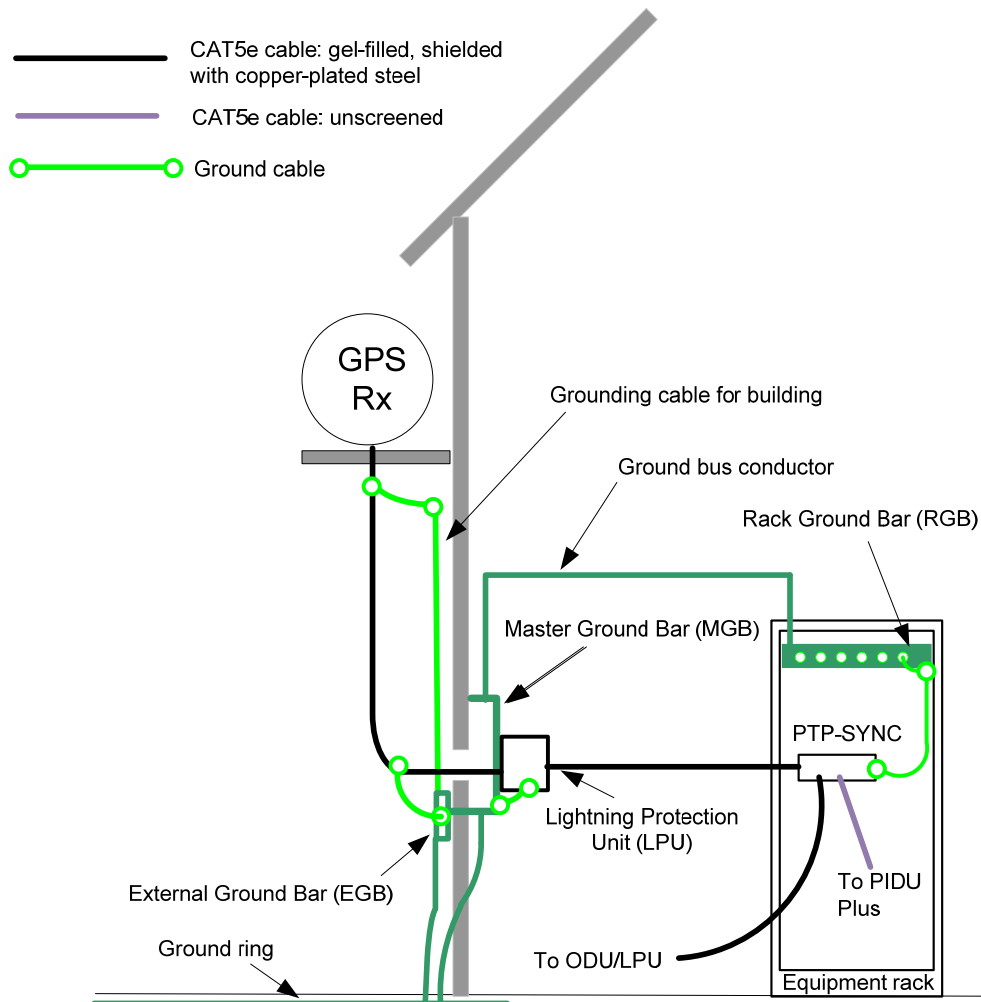 CAT5e cable: gel-filled, shielded
with copper-plated steel
CAT5e cable: unscreened
Ground cable
GPS
Rx
Grounding cable for building
Ground bus conductor
Rack Ground Bar (RGB)
Master Ground Bar (MGB)
PTP-SYNC
Lightning Protection
Unit (LPU)
External Ground Bar (EGB)
To PIDU
Plus
Ground ring
To ODU/LPU
Equipment rack